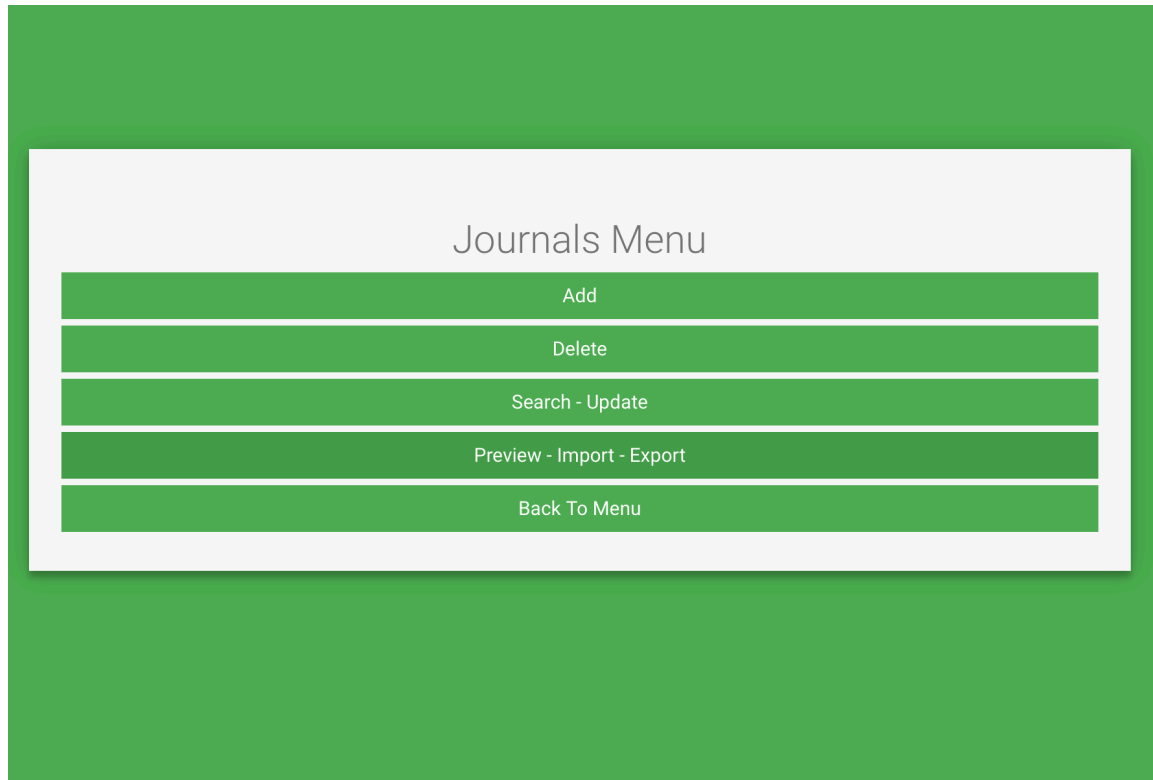 Journals Menu
Add
Delete
Search - Update
Preview - Import - Export
Back To Menu